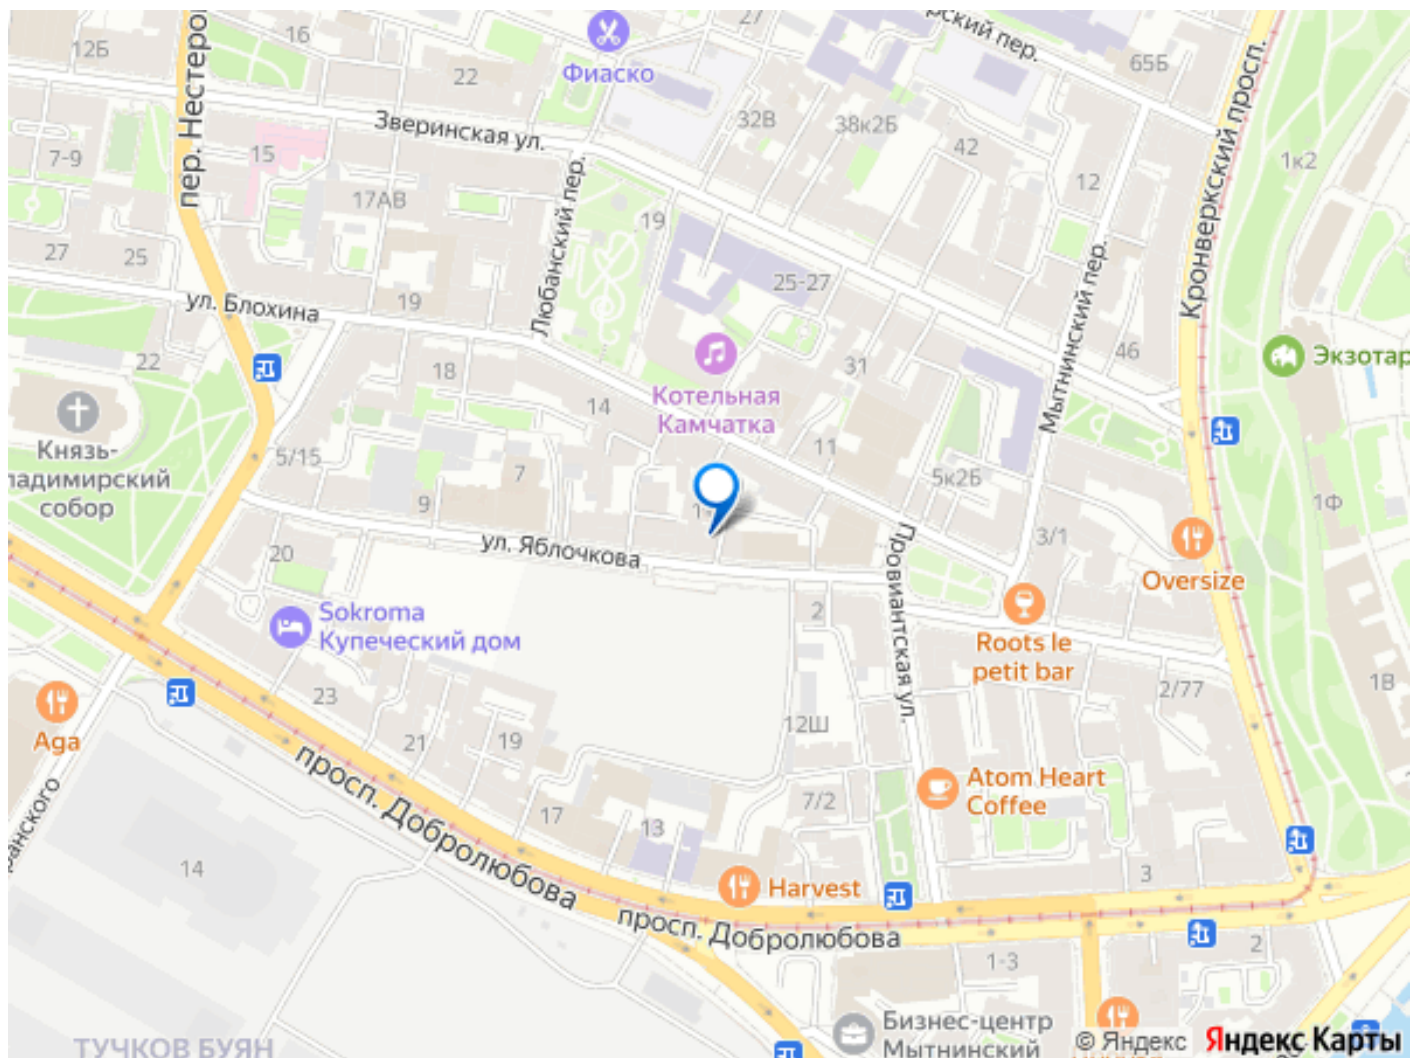 27
16
12Б
22
Фиаско
65Б
пер.
Зверинская ул.
32В
38к2Б
42
7-9
15
17АВ
12
1к2
Кронверкский просп.
Любанский пер.
19
27
25
25-27
Мытнинский пер.
ул. Блохина
19
22
18
31
46
Экзотар
Котельная
Камчатка
14
11
Князь-
ладимирский
собор
5/15
7
9
5к2Б
1Ф
3/1
Oversize
ул. Яблочкова
20
Провиантская ул.
2
Sokroma
Купеческий дом
Roots le
petit bar
1В
2/77
23
Aga
21
19
12Ш
Atom Heart
Coffee
17
7/2
13
просп. Добролюбова
14
Harvest
3
просп. Добролюбова
1-3
2
Бизнес-центр
Мытнинский
ТУЧКОВ БУЯН
© Яндекс Яндекс Карты